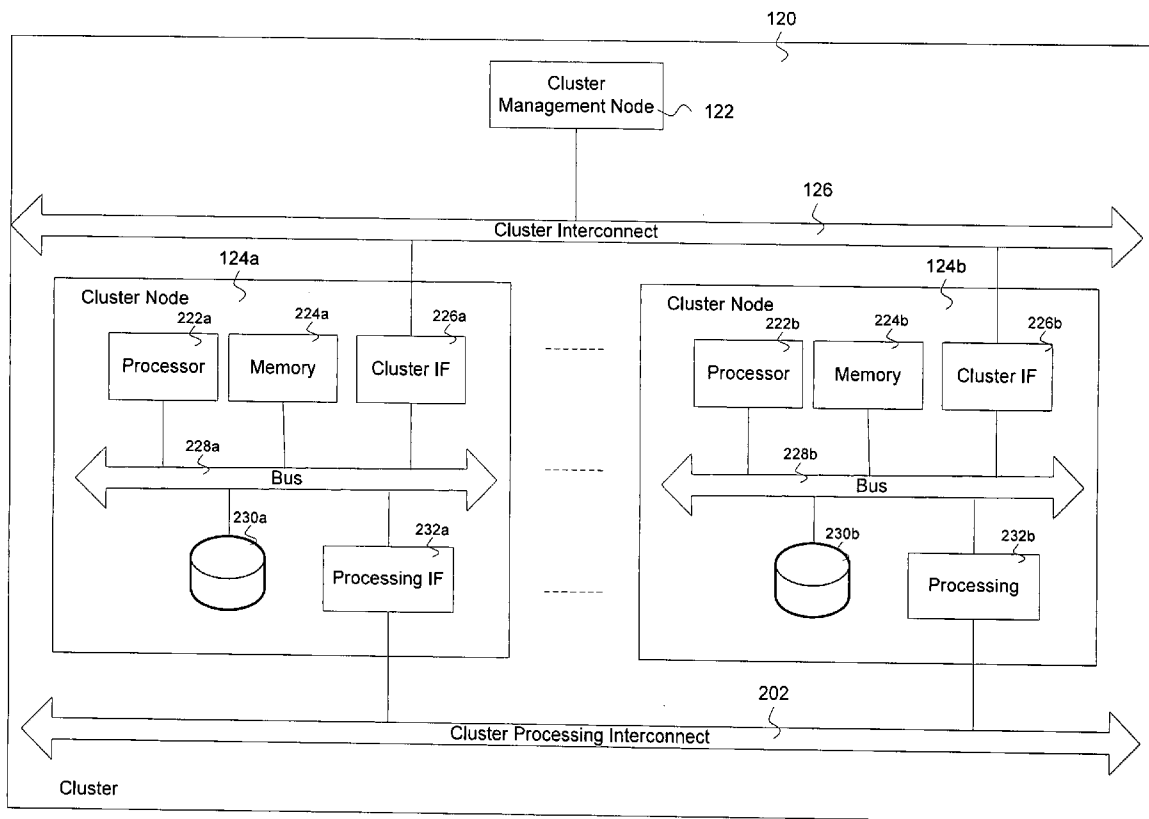 120
Cluster
Management Node
122
126
Cluster Interconnect
124a
Cluster Node
222a
224a
226a
Processor
Memory
Cluster IF
228a
Bus
230a
232a
Processing IF
124b
Cluster Node
222b
224b
226b
Processor
Memory
Cluster IF
228b
Bus
230b
232b
Processing
202
Cluster Processing Interconnect
Cluster